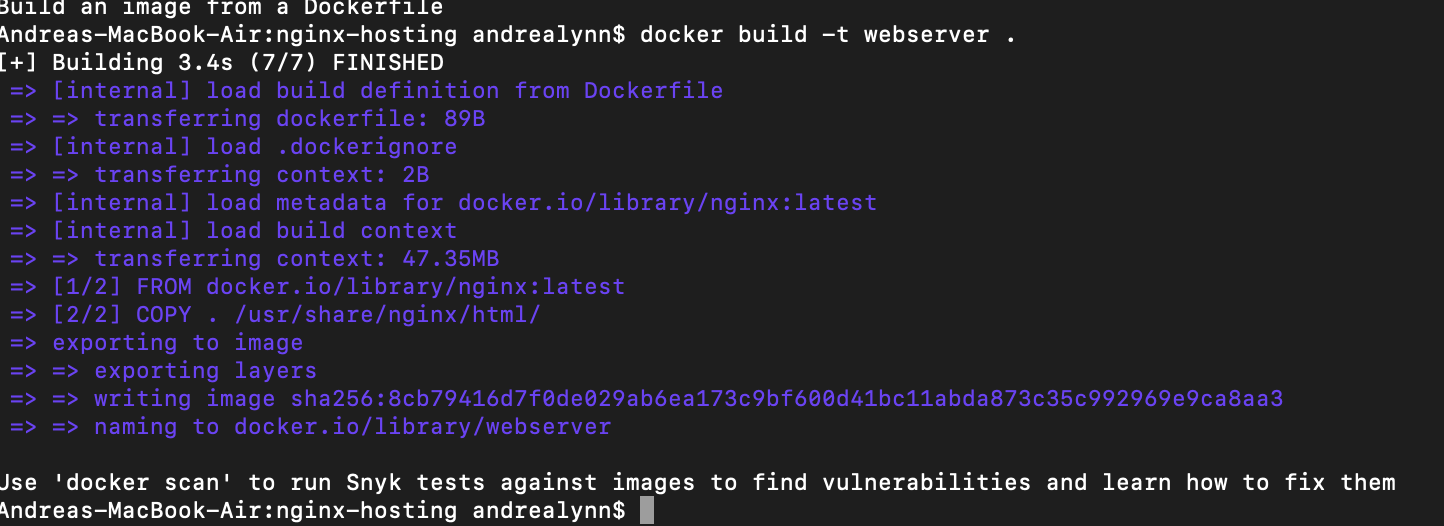 Build an image from a Dockerfile
Andreas-MacBook-Air:nginx-hosting andrealynn$ docker build -t webserver .
[+] Building 3.4s (7/7) FINISHED
=> [internal] load build definition from Dockerfile
=> => transferring dockerfile: 89B
=> [internal] load .dockerignore
=> => transferring context: 2B
=> [internal] load metadata for docker.io/library/nginx:latest
=> [internal] load build context
=> => transferring context: 47.35MB
=> [1/2] FROM docker.io/library/nginx:latest
=> [2/2] COPY . /usr/share/nginx/html/
=> exporting to image
=> => exporting layers
=> => writing image sha256:8cb79416d7f0de029ab6ea173c9bf600d41bc11abda873c35c992969e9ca8aa3
=> => naming to docker.io/library/webserver
Use 'docker scan' to run Snyk tests against images to find vulnerabilities and learn how to fix them
Andreas-MacBook-Air:nginx-hosting andrealynn$